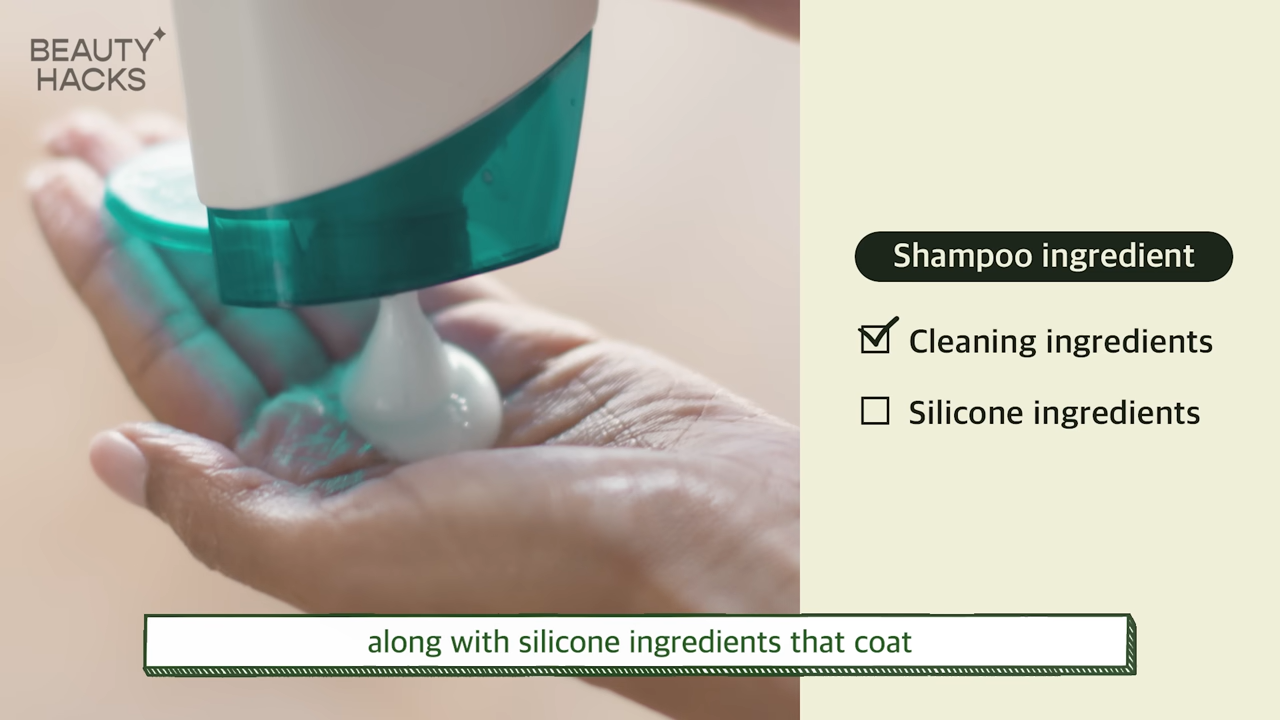 BEAUTY
HACKS
Shampoo ingredient
Cleaning ingredients
Silicone ingredients
along with silicone ingredients that coat